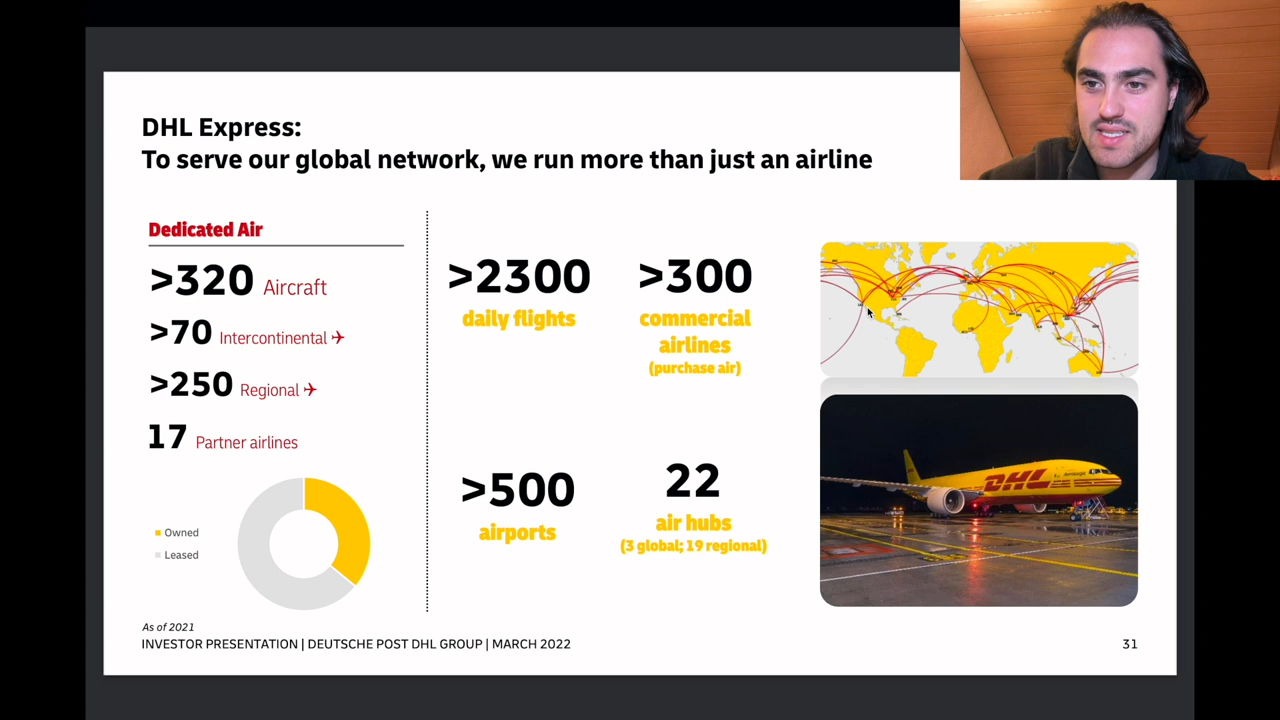 DHL Express:
To serve our global network, we run more than just an airline
Dedicated Air
>320 Aircraft
>70 Intercontinental ✈
>250 Regional ✈
17 Partner airlines
Owned
Leased
>2300
daily flights
>300
commercial
airlines
(purchase air)
>500
airports
22
air hubs
(3 global; 19 regional)
DHL
As of 2021
INVESTOR PRESENTATION | DEUTSCHE POST DHL GROUP | MARCH 2022
31